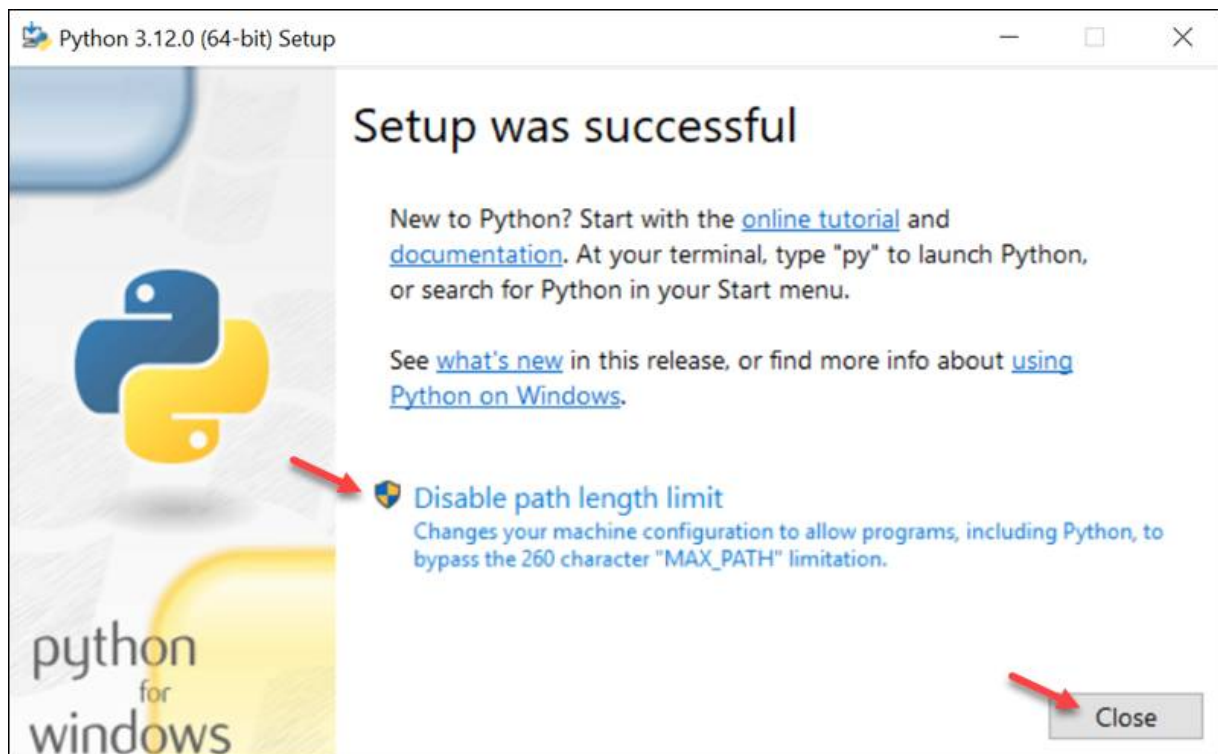 Python 3.12.0 (64-bit) Setup
Setup was successful
New to Python? Start with the online tutorial and
documentation. At your terminal, type "py" to launch Python,
or search for Python in your Start menu.
See what's new in this release, or find more info about using
Python on Windows.
Disable path length limit
Changes your machine configuration to allow programs, including Python, to
bypass the 260 character "MAX_PATH" limitation.
python
for
windows
Close